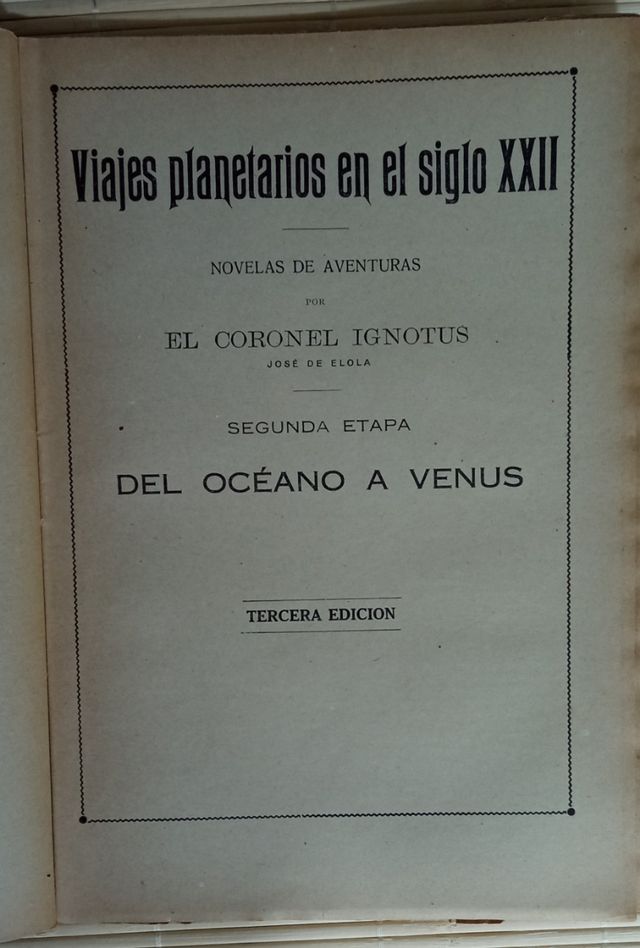 Viajes planetarios en el siglo XXII
NOVELAS DE AVENTURAS
POR
EL CORONEL IGNOTUS
JOSÉ DE ELOLA
SEGUNDA ETAPA
DEL OCÉANO A VENUS
TERCERA EDICION